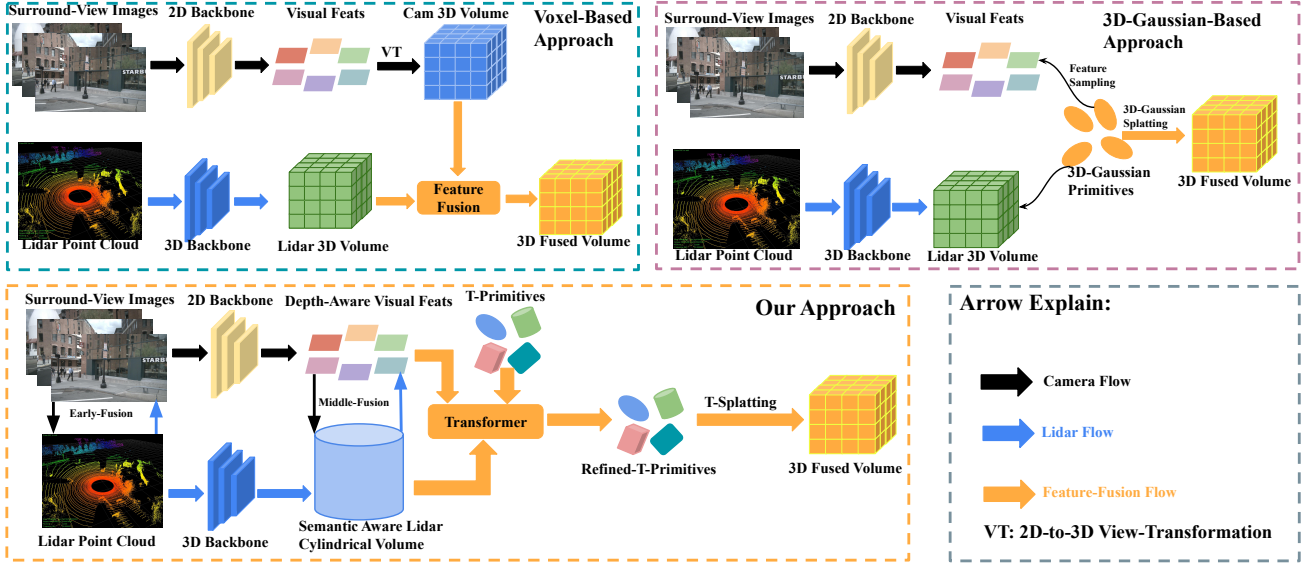 Surround-View Images
2D Backbone
Visual Feats
Cam 3D Volume
Voxel-Based
Approach
VT
STARBU
Lidar Point Cloud
3D Backbone
Lidar 3D Volume
Feature
Fusion
3D Fused Volume
Surround-View Images
2D Backbone
Visual Feats
3D-Gaussian-Based
Approach
Feature
Sampling
3D-Gaussian
Splatting
3D-Gaussian
Primitives
3D Fused Volume
Lidar Point Cloud
3D Backbone
Lidar 3D Volume
Surround-View Images
2D Backbone
Depth-Aware Visual Feats
T-Primitives
Our Approach
Early-Fusion
Middle-Fusion
Transformer
T-Splatting
Refined-T-Primitives
3D Fused Volume
Lidar Point Cloud
3D Backbone
Semantic Aware Lidar
Cylindrical Volume
Arrow Explain:
Camera Flow
Lidar Flow
Feature-Fusion Flow
VT: 2D-to-3D View-Transformation